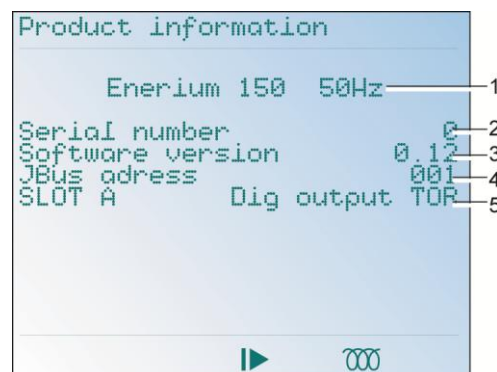 Product information
Enerium 150 50Hz 1
Serial number 0 2
Software version 0.12 3
JBus adress 001 4
SLOT A Dig output TOR 5